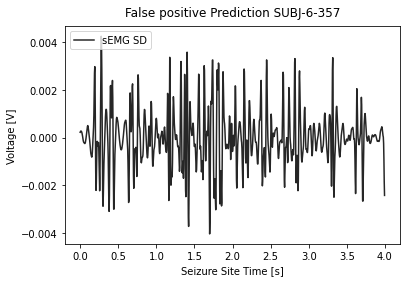 False positive Prediction SUBJ-6-357
sEMG SD
0.004
0.002
0.000
−0.002
−0.004
Voltage [V]
0.0 0.5 1.0 1.5 2.0 2.5 3.0 3.5 4.0
Seizure Site Time [s]